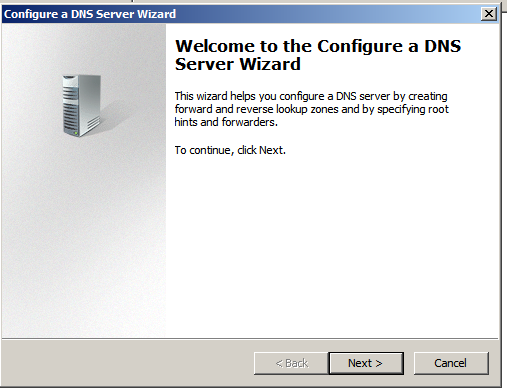 Configure a DNS Server Wizard
Welcome to the Configure a DNS
Server Wizard
This wizard helps you configure a DNS server by creating
forward and reverse lookup zones and by specifying root
hints and forwarders.
To continue, click Next.
< Back
Next >
Cancel